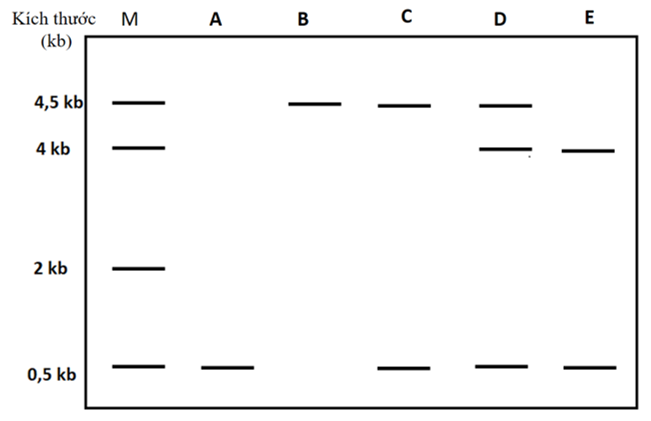 Kích thước M A B C D E
(kb)
4,5 kb
4 kb
2 kb
0,5 kb